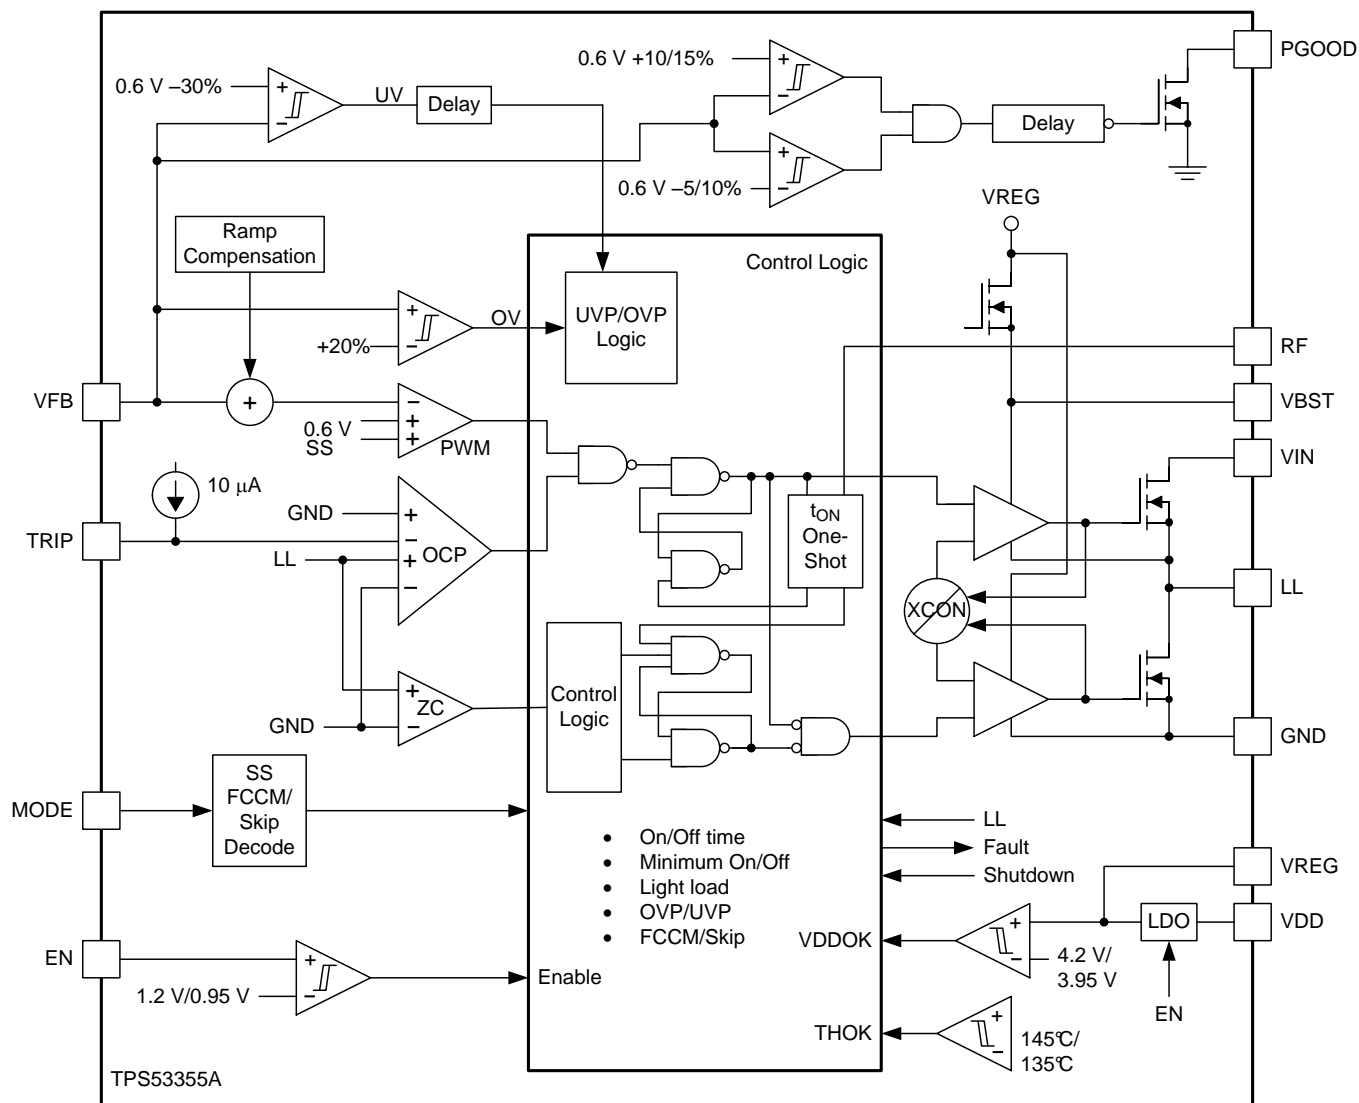 PGOOD
0.6 V +10/15%
0.6 V –30%
UV
Delay
Delay
0.6 V –5/10%
VREG
Ramp
Compensation
Control Logic
UVP/OVP
Logic
OV
+20%
RF
VFB
+
VBST
0.6 V
SS
PWM
VIN
10 μA
GND
tON
One-
Shot
TRIP
OCP
LL
LL
XCON
Control
Logic
ZC
GND
GND
SS
FCCM/
Skip
Decode
MODE
• On/Off time
• Minimum On/Off
• Light load
• OVP/UVP
• FCCM/Skip
LL
Fault
Shutdown
VREG
LDO
VDD
VDDOK
4.2 V/
3.95 V
EN
EN
1.2 V/0.95 V
Enable
THOK
145℃/
135℃
TPS53355A